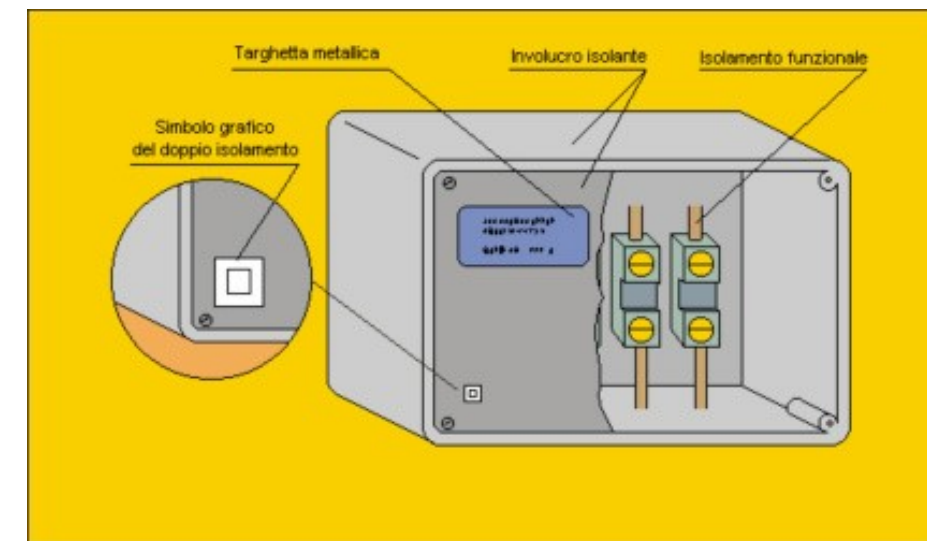 Targhetta metallica
Involucro isolante
Isolamento funzionale
Simbolo grafico
del doppio isolamento